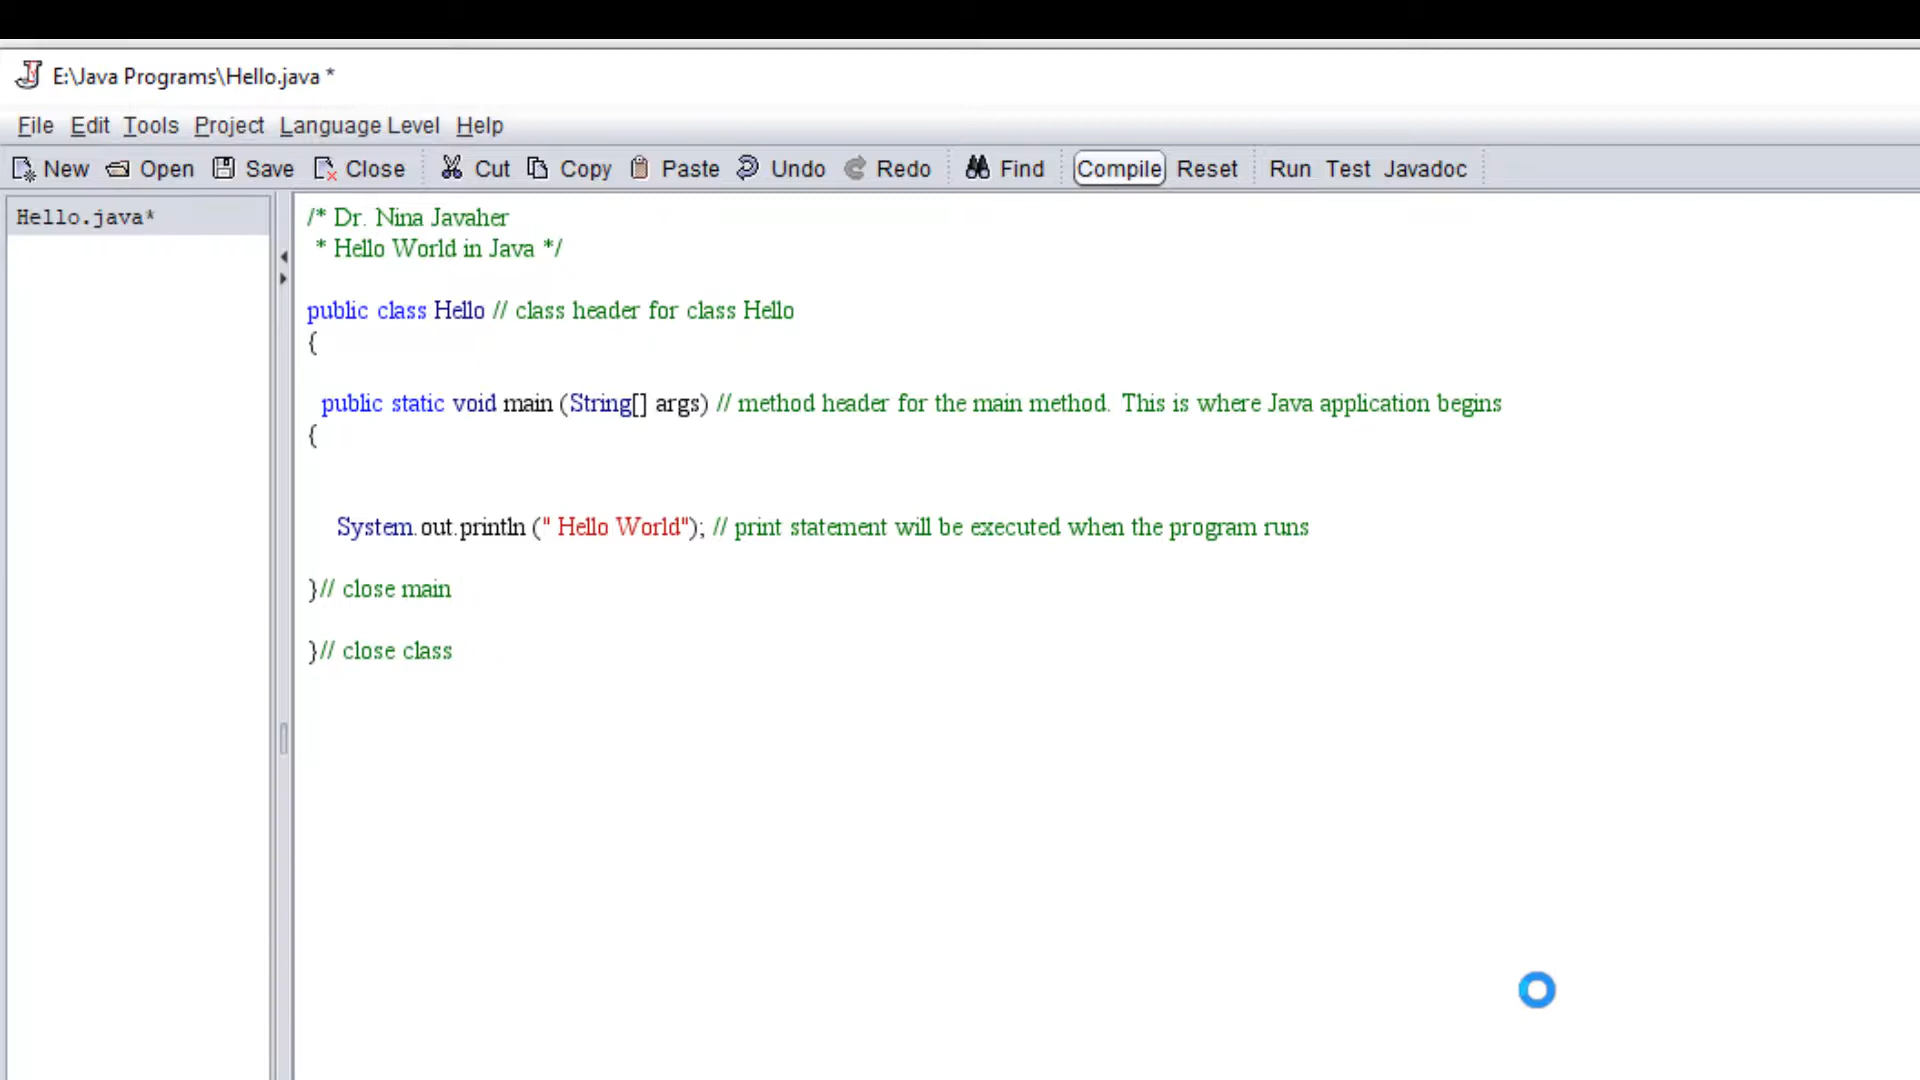 E:\Java Programs\Hello.java *
File Edit Tools Project Language Level Help
New Open Save Close Cut Copy Paste Undo Redo Find Compile Reset Run Test Javadoc
Hello.java*
/* Dr. Nina Javaher
* Hello World in Java */
public class Hello // class header for class Hello
{
public static void main (String[] args) // method header for the main method. This is where Java application begins
{
System.out.println (" Hello World"); // print statement will be executed when the program runs
}// close main
}// close class